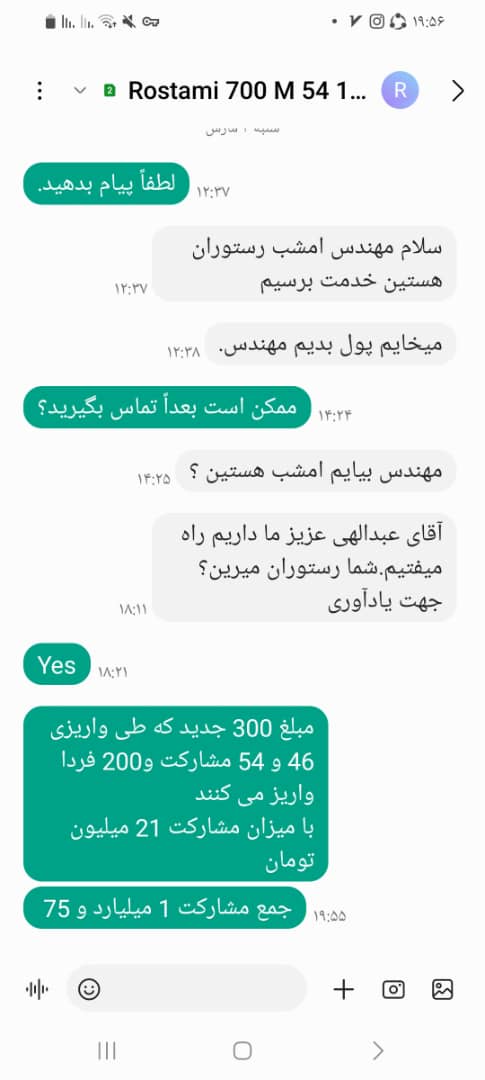 ۱۹:۵۶
Rostami 700 M 54 1...
R
2
لطفاً پیام بدهید.
۱۲:۳۷
سلام مهندس امشب رستوران
هستین خدمت برسیم
۱۲:۳۷
میخایم پول بدیم مهندس.
۱۲:۳۸
ممکن است بعداً تماس بگیرید؟
۱۴:۲۴
مهندس بیایم امشب هستین ؟
۱۴:۲۵
آقای عبدالهی عزیز ما داریم راه
میفتیم.شما رستوران میرین؟
جهت یادآوری
۱۸:۱۱
Yes
۱۸:۲۱
مبلغ 300 جدید که طی واریزی
46 و 54 مشارکت و200 فردا
واریز می کنند
با میزان مشارکت 21 میلیون
تومان
جمع مشارکت 1 میلیارد و 75
۱۹:۵۵